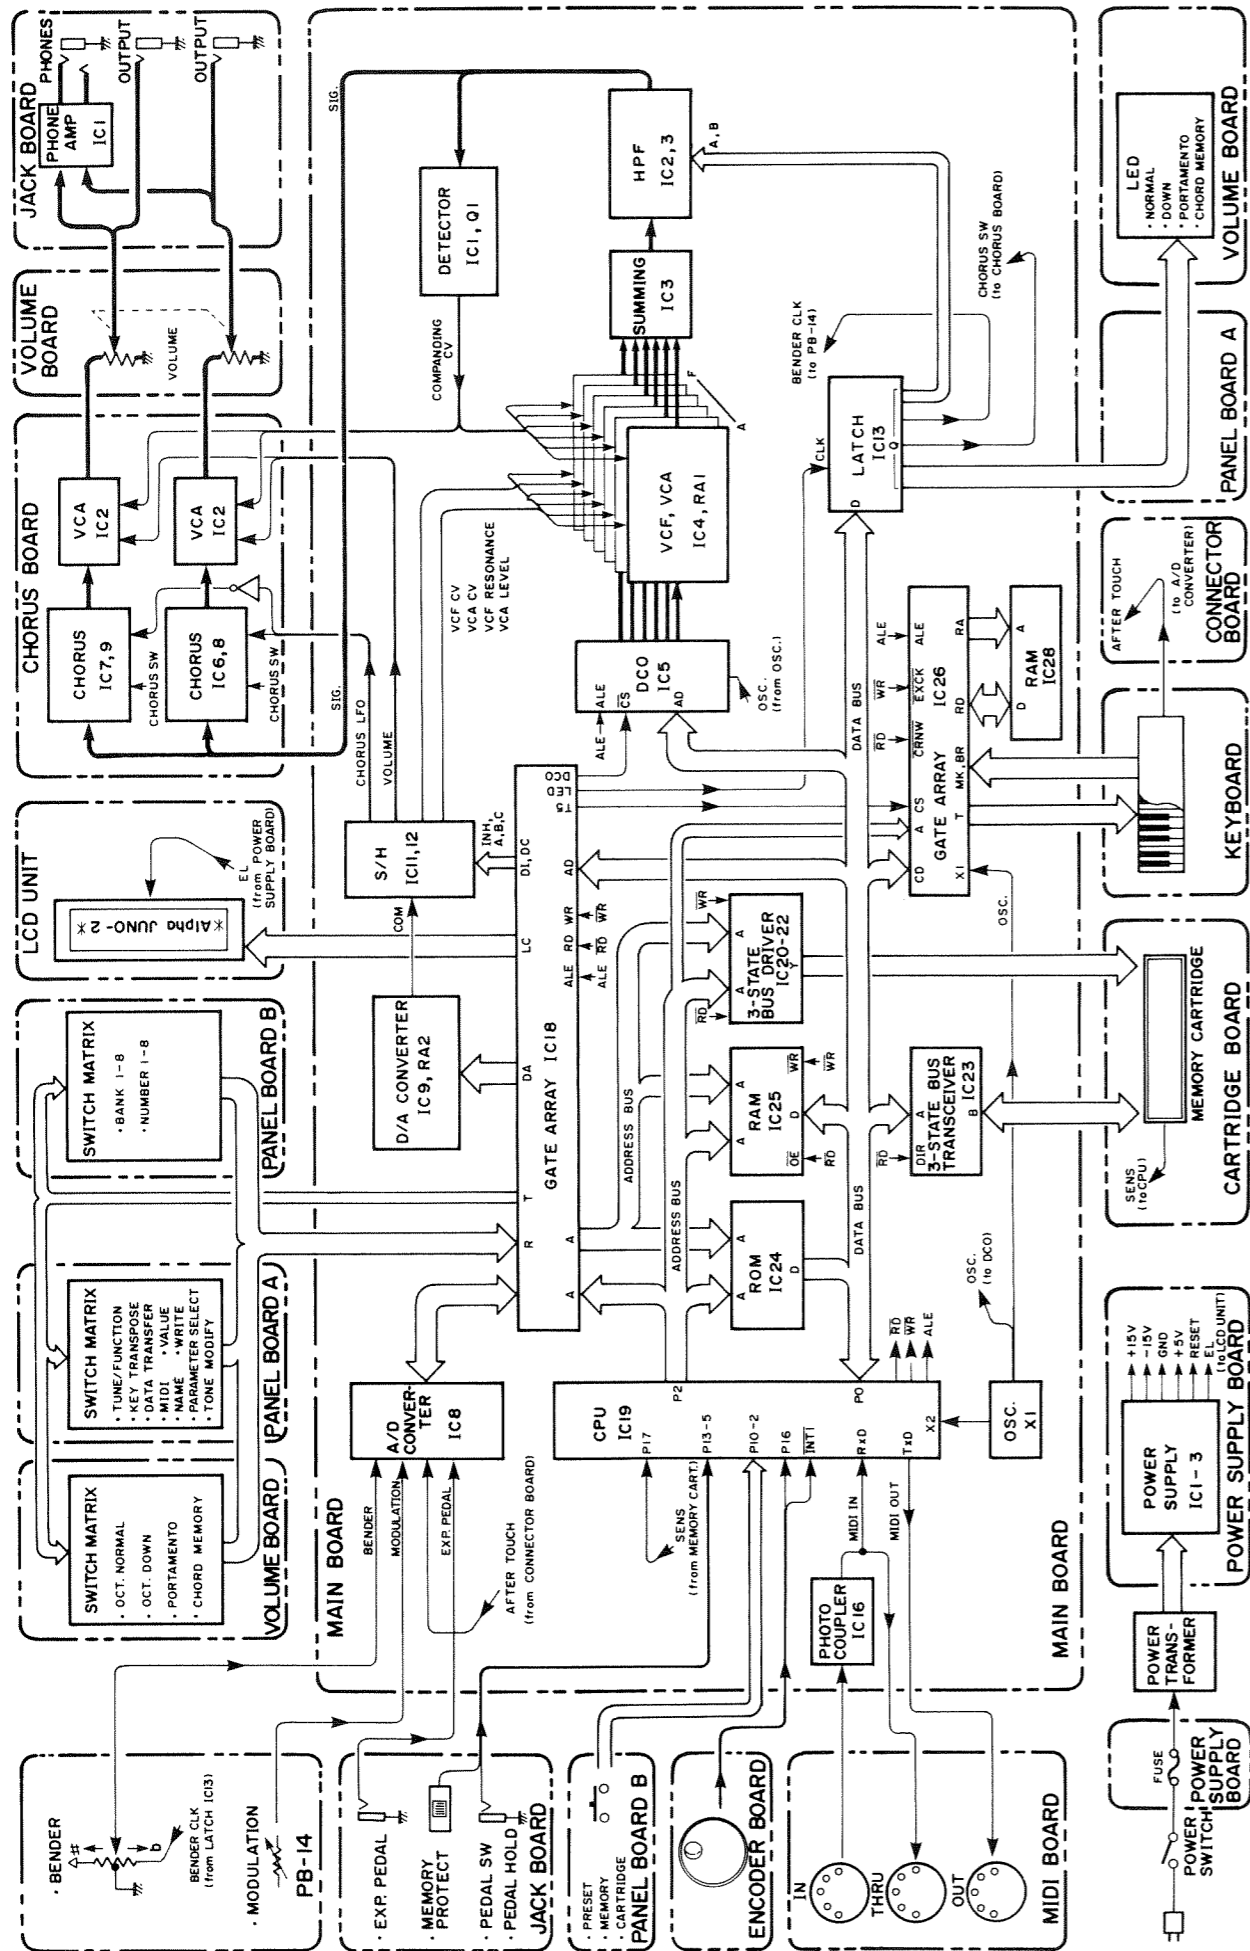 · BENDER
#
b
BENDER CLK
(from LATCH IC13)
· MODULATION
PB-14
· EXP. PEDAL
· MEMORY
PROTECT
· PEDAL SW
· PEDAL HOLD
JACK BOARD
· PRESET
· MEMORY
· CARTRIDGE
PANEL BOARD B
ENCODER BOARD
IN
THRU
OUT
MIDI BOARD
POWER
SWITCH
FUSE
POWER
SUPPLY
BOARD
POWER
TRANS-
FORMER
POWER
SUPPLY
IC1-3
+15V
-15V
GND
+5V
RESET
EL
(to LCD UNIT)
POWER SUPPLY BOARD
SWITCH MATRIX
· OCT. NORMAL
· OCT. DOWN
· PORTAMENTO
· CHORD MEMORY
VOLUME BOARD
SWITCH MATRIX
· TUNE/FUNCTION
· KEY TRANSPOSE
· DATA TRANSFER
· MIDI · VALUE
· NAME · WRITE
· PARAMETER SELECT
· TONE MODIFY
PANEL BOARD A
SWITCH MATRIX
· BANK 1-8
· NUMBER 1-8
PANEL BOARD B
LCD UNIT
*Alpha JUNO-2*
EL
(from POWER
SUPPLY BOARD)
CHORUS BOARD
CHORUS
IC7,9
CHORUS SW
CHORUS
IC6,8
CHORUS SW
VCA
IC2
VCA
IC2
VOLUME
BOARD
VOLUME
JACK BOARD
PHONE
AMP
IC1
PHONES
OUTPUT
OUTPUT
MAIN BOARD
BENDER
MODULATION
EXP. PEDAL
AFTER TOUCH
(from CONNECTOR BOARD)
A/D
CONVER-
TER
IC8
D/A CONVERTER
IC9, RA2
COM
S/H
IC11,12
INH,
A,B,C
CHORUS LFO
VOLUME
SIG.
SIG.
VCF CV
VCA CV
VCF RESONANCE
VCA LEVEL
COMPANDING
CV
DETECTOR
IC1, Q1
R
T
DA
LC
DI, DC
GATE ARRAY IC18
A
A
ALE
RD
WR
AD
T5
LED
DCO
ALE
RD
WR
ALE
ALE
CS
DCO
IC5
AD
OSC.
(from OSC.)
VCF, VCA
IC4, RA1
A
F
SUMMING
IC3
HPF
IC2,3
A,B
CPU
IC19
P17
P13-5
P10-2
P16
INT1
RxD
TxD
P2
P0
X2
RD
WR
ALE
SENS
(from MEMORY CART.)
MIDI IN
MIDI OUT
PHOTO
COUPLER
IC16
OSC.
X1
OSC.
(to DCO)
OSC.
ADDRESS BUS
ADDRESS BUS
DATA BUS
DATA BUS
A
A
ROM
IC24
D
A
A
RAM
IC25
OE
D
WR
RD
WR
RD
A
A
WR
3-STATE
BUS DRIVER
IC20-22
Y
RD
DIR
A
3-STATE BUS
TRANSCEIVER
IC23
B
CD
A
CS
CRNW
EXCK
ALE
RD
WR
ALE
GATE ARRAY
IC26
X1
T
MK, BR
RD
RA
D
A
RAM
IC28
CLK
D
LATCH
IC13
Q
BENDER CLK
(to PB-14)
CHORUS SW
(to CHORUS BOARD)
MAIN BOARD
SENS
(to CPU)
MEMORY CARTRIDGE
CARTRIDGE BOARD
KEYBOARD
AFTER TOUCH
(to A/D
CONVERTER)
CONNECTOR
BOARD
PANEL BOARD A
LED
· NORMAL
· DOWN
· PORTAMENTO
· CHORD MEMORY
VOLUME BOARD